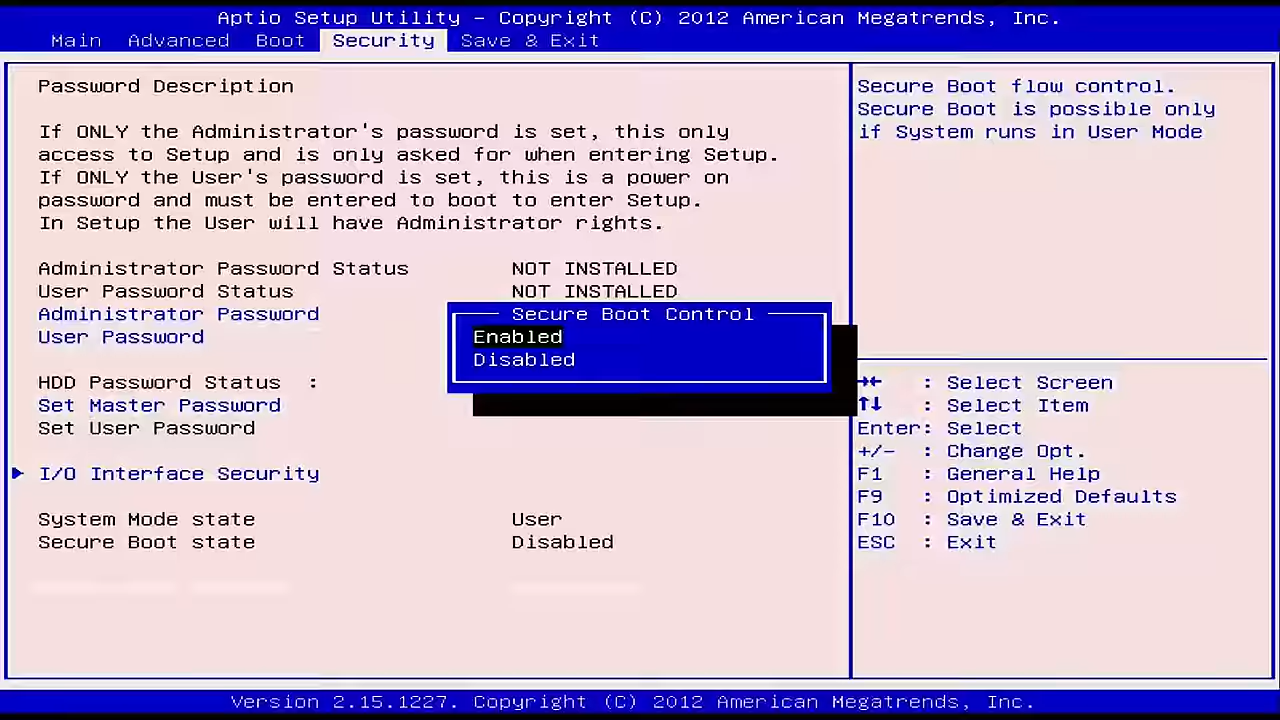 Aptio Setup Utility – Copyright (C) 2012 American Megatrends, Inc.
Main Advanced Boot Security Save & Exit
Password Description
If ONLY the Administrator's password is set, this only
access to Setup and is only asked for when entering Setup.
If ONLY the User's password is set, this is a power on
password and must be entered to boot to enter Setup.
In Setup the User will have Administrator rights.
Administrator Password Status NOT INSTALLED
User Password Status NOT INSTALLED
Administrator Password
User Password
HDD Password Status :
Set Master Password
Set User Password
I/O Interface Security
System Mode state User
Secure Boot state Disabled
Secure Boot Control
Enabled
Disabled
Secure Boot flow control.
Secure Boot is possible only
if System runs in User Mode
→← : Select Screen
↑↓ : Select Item
Enter: Select
+/– : Change Opt.
F1 : General Help
F9 : Optimized Defaults
F10 : Save & Exit
ESC : Exit
Version 2.15.1227. Copyright (C) 2012 American Megatrends, Inc.